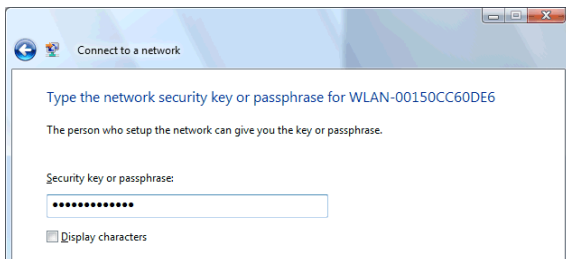 Connect to a network
Type the network security key or passphrase for WLAN-00150CC60DE6
The person who setup the network can give you the key or passphrase.
Security key or passphrase:
•••••••••••••
Display characters